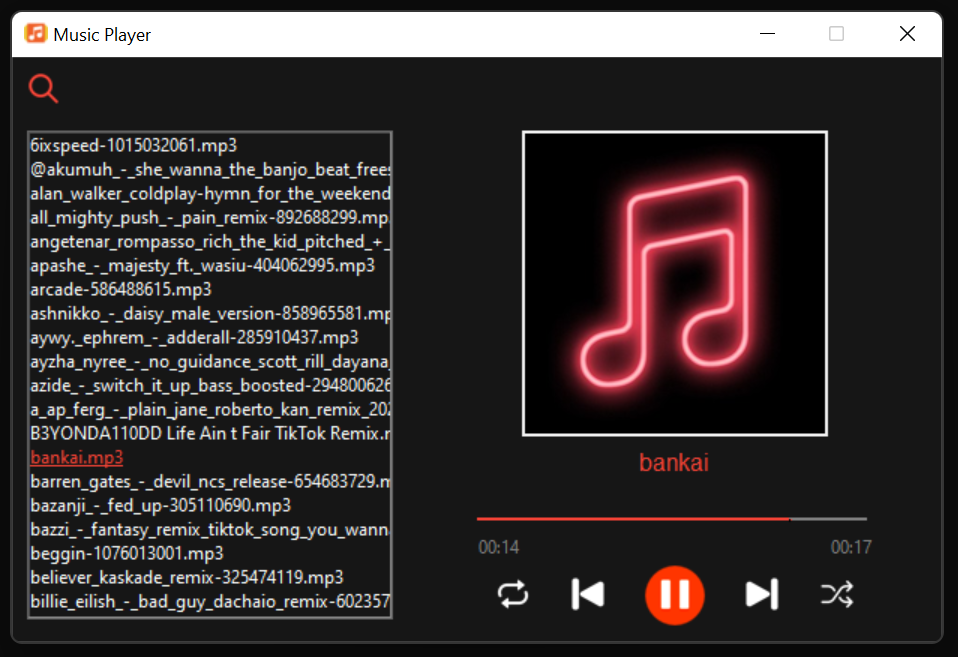 Music Player
6ixspeed-1015032061.mp3
@akumuh_-_she_wanna_the_banjo_beat_frees
alan_walker_coldplay-hymn_for_the_weekend
all_mighty_push_-_pain_remix-892688299.mp
angetenar_rompasso_rich_the_kid_pitched_+_
apashe_-_majesty_ft._wasiu-404062995.mp3
arcade-586488615.mp3
ashnikko_-_daisy_male_version-858965581.mp
aywy._ephrem_-_adderall-285910437.mp3
ayzha_nyree_-_no_guidance_scott_rill_dayana_
azide_-_switch_it_up_bass_boosted-294800626
a_ap_ferg_-_plain_jane_roberto_kan_remix_202
B3YONDA110DD Life Ain t Fair TikTok Remix.r
bankai.mp3
barren_gates_-_devil_ncs_release-654683729.m
bazanji_-_fed_up-305110690.mp3
bazzi_-_fantasy_remix_tiktok_song_you_wann
beggin-1076013001.mp3
believer_kaskade_remix-325474119.mp3
billie_eilish_-_bad_guy_dachaio_remix-602357
bankai
00:14
00:17